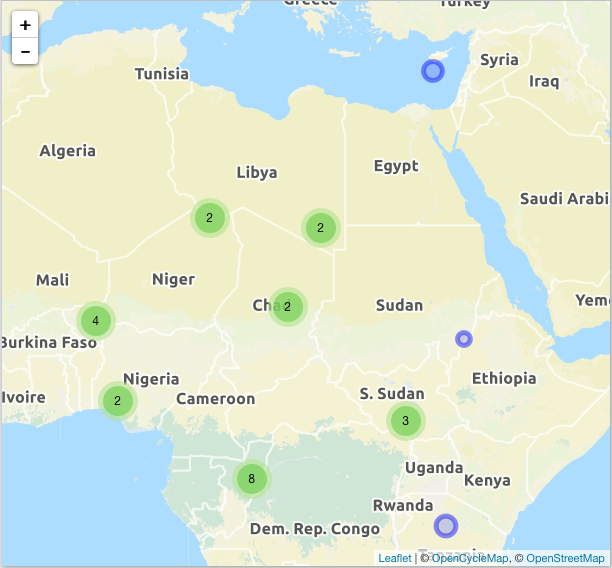 Greece
Turkey
+
−
Tunisia
Syria
Iraq
Algeria
Libya
Egypt
Saudi Arabi
2
2
Mali
Niger
Cha
2
Sudan
Yeme
4
Burkina Faso
Nigeria
Ethiopia
Ivoire
2
Cameroon
S. Sudan
3
Uganda
8
Kenya
Rwanda
Dem. Rep. Congo
Tanzania
Leaflet | © OpenCycleMap, © OpenStreetMap